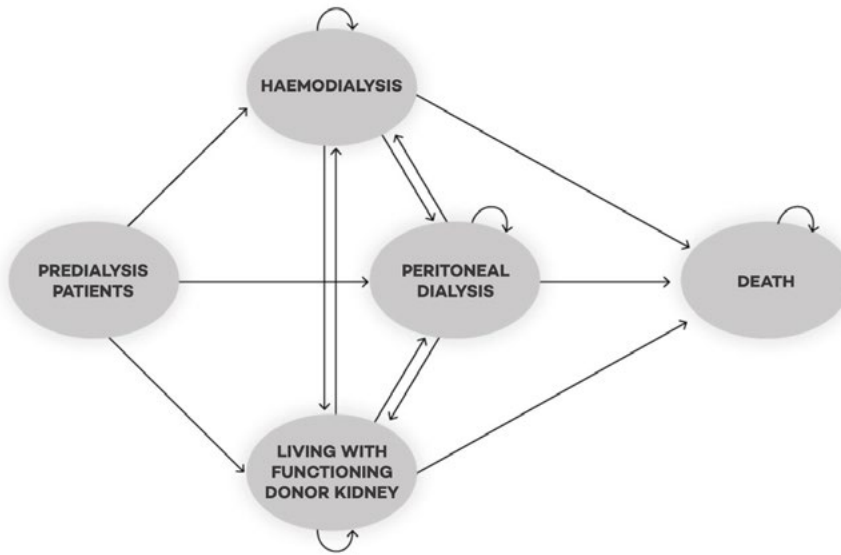 HAEMODIALYSIS
PREDIALYSIS
PATIENTS
PERITONEAL
DIALYSIS
DEATH
LIVING WITH
FUNCTIONING
DONOR KIDNEY